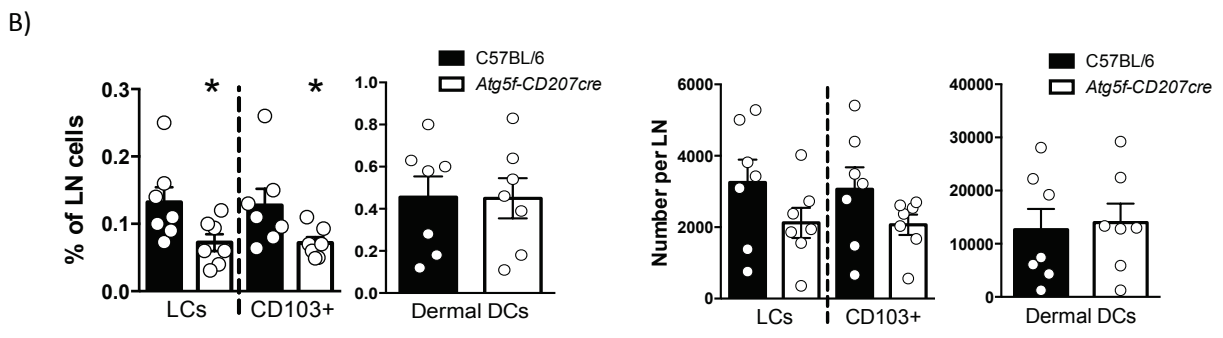 B)
C57BL/6
Atg5f-CD207cre
% of LN cells
0.3
0.2
0.1
0.0
*
*
LCs
CD103+
1.0
0.8
0.6
0.4
0.2
0.0
Dermal DCs
C57BL/6
Atg5f-CD207cre
Number per LN
6000
4000
2000
0
LCs
CD103+
40000
30000
20000
10000
0
Dermal DCs